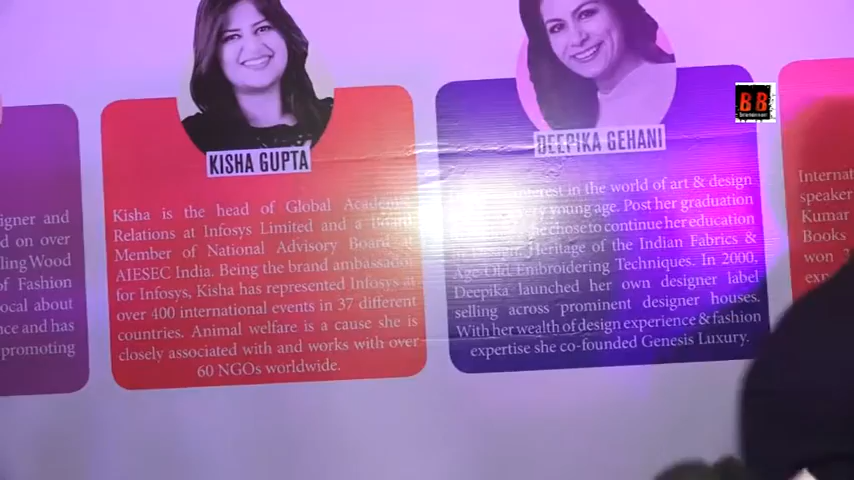 KISHA GUPTA
Kisha is the head of Global Academic
Relations at Infosys Limited and a Board
Member of National Advisory Board at
AIESEC India. Being the brand ambassador
for Infosys, Kisha has represented Infosys at
over 400 international events in 37 different
countries. Animal welfare is a cause she is
closely associated with and works with over
60 NGOs worldwide.
DEEPIKA GEHANI
interest in the world of art & design
very young age. Post her graduation
she chose to continue her education
Heritage of the Indian Fabrics &
Age-Old Embroidering Techniques. In 2000,
Deepika launched her own designer label
selling across prominent designer houses.
With her wealth of design experience & fashion
expertise she co-founded Genesis Luxury.
BB
igner and
d on over
ling Wood
of Fashion
ocal about
ce and has
promoting
Internat
speaker
Kumar
Books
won 3
expre